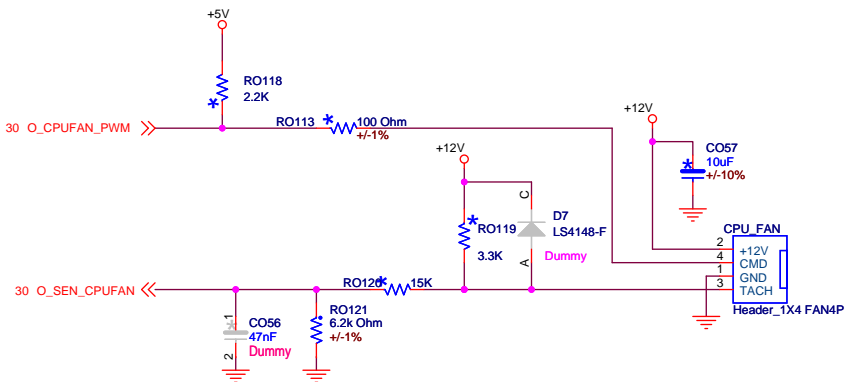 +5V
RO118
2.2K
30 O_CPUFAN_PWM
RO113
100 Ohm
+/-1%
+12V
CO57
10uF
+/-10%
+12V
C
D7
LS4148-F
A
Dummy
RO119
3.3K
CPU_FAN
2 +12V
4 CMD
1 GND
3 TACH
Header_1X4 FAN4P
30 O_SEN_CPUFAN
RO120
15K
1
CO56
47nF
2
Dummy
RO121
6.2k Ohm
+/-1%